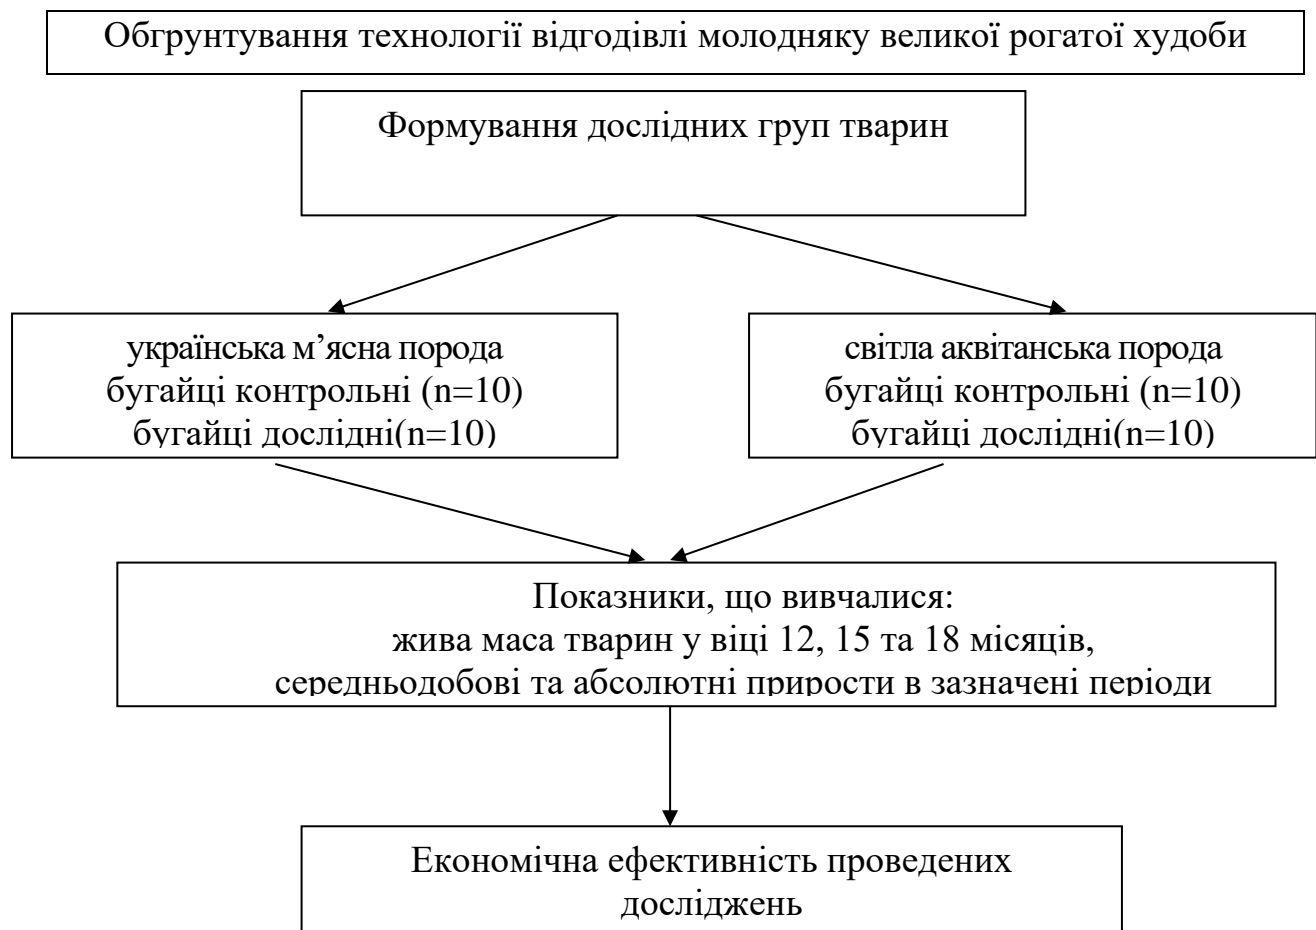 Обгрунтування технології відгодівлі молодняку великої рогатої худоби
Формування дослідних груп тварин
українська м’ясна порода
бугайці контрольні (n=10)
бугайці дослідні(n=10)
світла аквітанська порода
бугайці контрольні (n=10)
бугайці дослідні(n=10)
Показники, що вивчалися:
жива маса тварин у віці 12, 15 та 18 місяців,
середньодобові та абсолютні прирости в зазначені періоди
Економічна ефективність проведених
досліджень